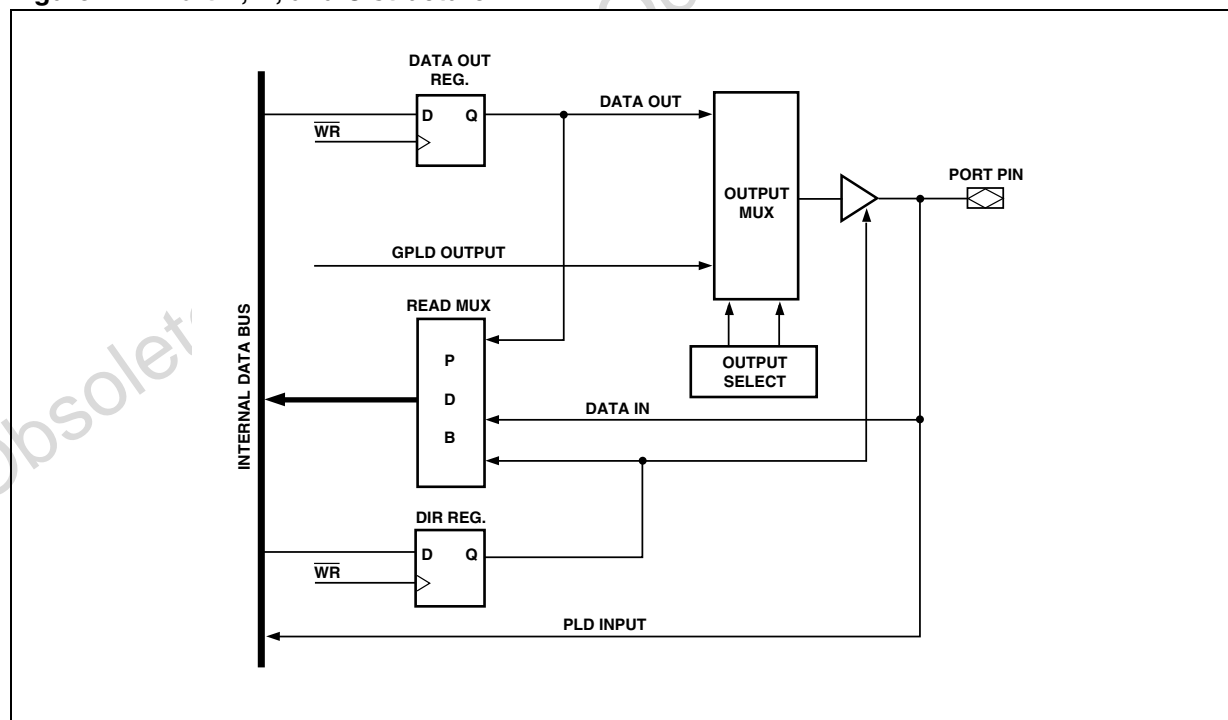 DATA OUT
REG.
D Q
WR
DATA OUT
OUTPUT
MUX
PORT PIN
GPLD OUTPUT
READ MUX
P
D
B
OUTPUT
SELECT
DATA IN
INTERNAL DATA BUS
DIR REG.
D Q
WR
PLD INPUT
Obsolete